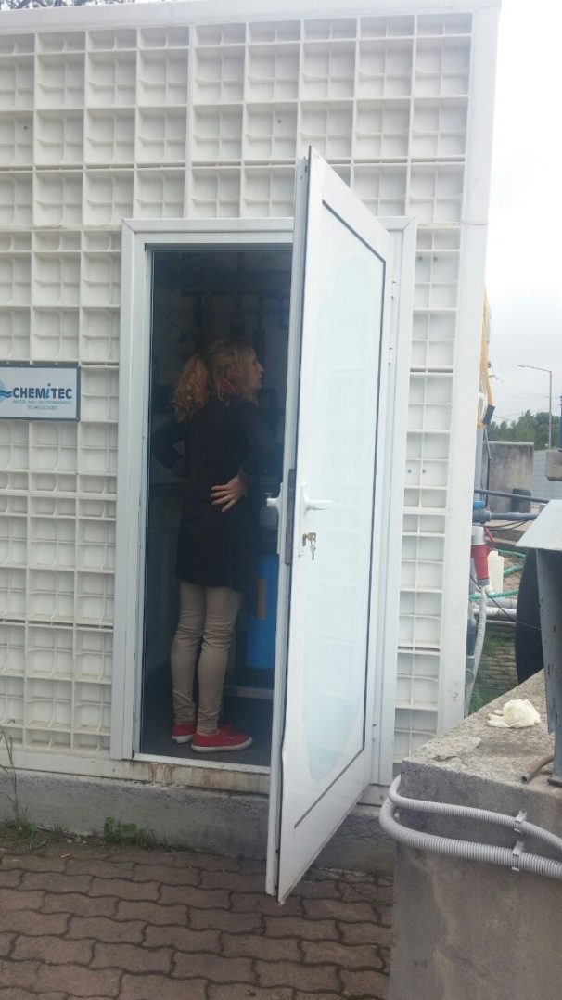 CHEMiTEC
WATER AND ENVIRONMENTAL
TECHNOLOGIES